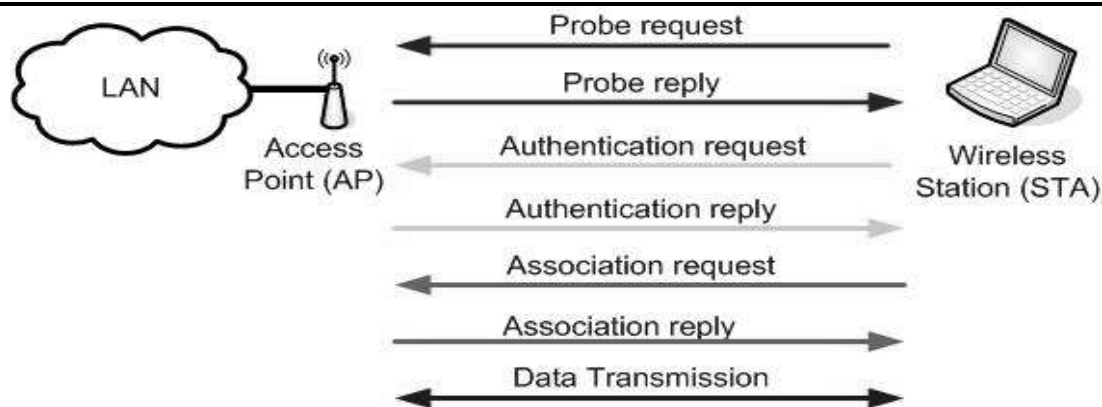 Probe request
LAN
Probe reply
Access
Point (AP)
Authentication request
Wireless
Station (STA)
Authentication reply
Association request
Association reply
Data Transmission